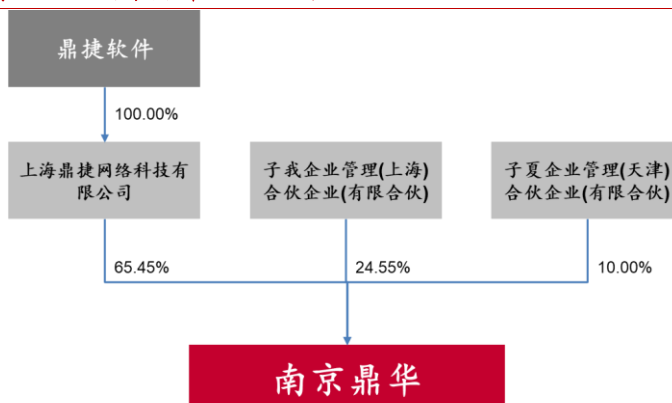 鼎捷软件
100.00%
上海鼎捷网络科技有
限公司
子我企业管理(上海)
合伙企业(有限合伙)
子夏企业管理(天津)
合伙企业(有限合伙)
65.45%
24.55%
10.00%
南京鼎华